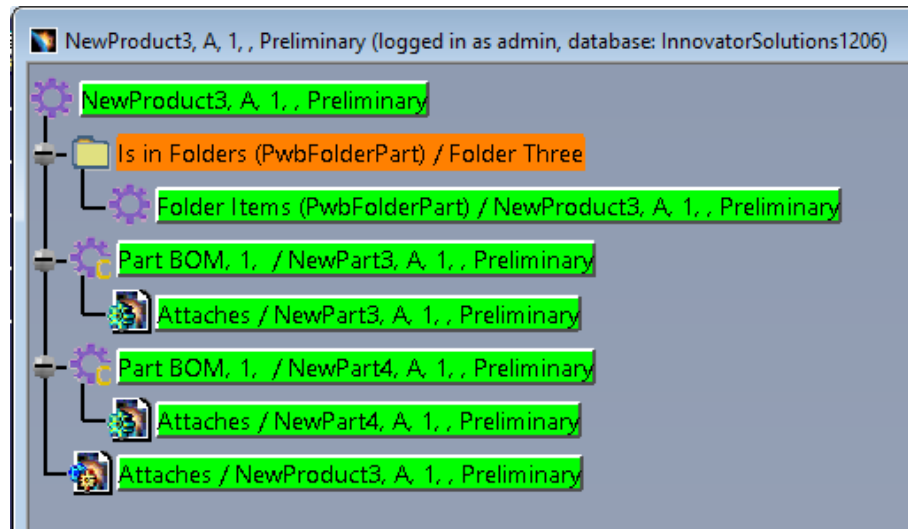 NewProduct3, A, 1, , Preliminary (logged in as admin, database: InnovatorSolutions1206)
NewProduct3, A, 1, , Preliminary
Is in Folders (PwbFolderPart) / Folder Three
Folder Items (PwbFolderPart) / NewProduct3, A, 1, , Preliminary
Part BOM, 1,  / NewPart3, A, 1, , Preliminary
Attaches / NewPart3, A, 1, , Preliminary
Part BOM, 1,  / NewPart4, A, 1, , Preliminary
Attaches / NewPart4, A, 1, , Preliminary
Attaches / NewProduct3, A, 1, , Preliminary